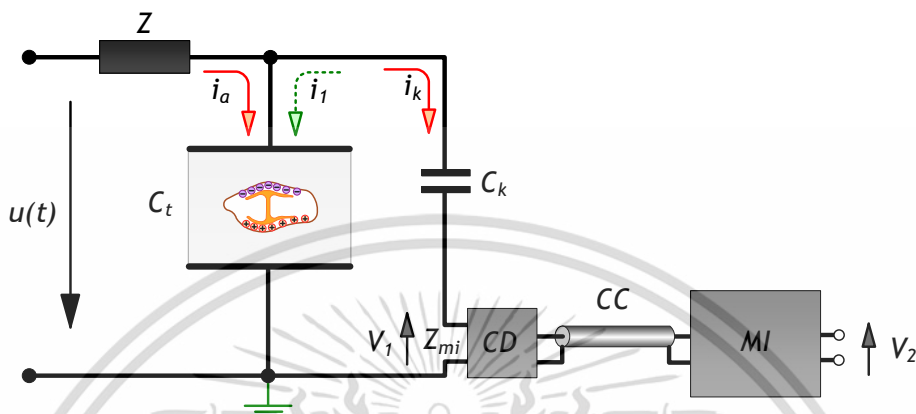 Z
i_a
i_1
i_k
C_t
C_k
u(t)
CC
V_1
Z_mi
CD
MI
V_2